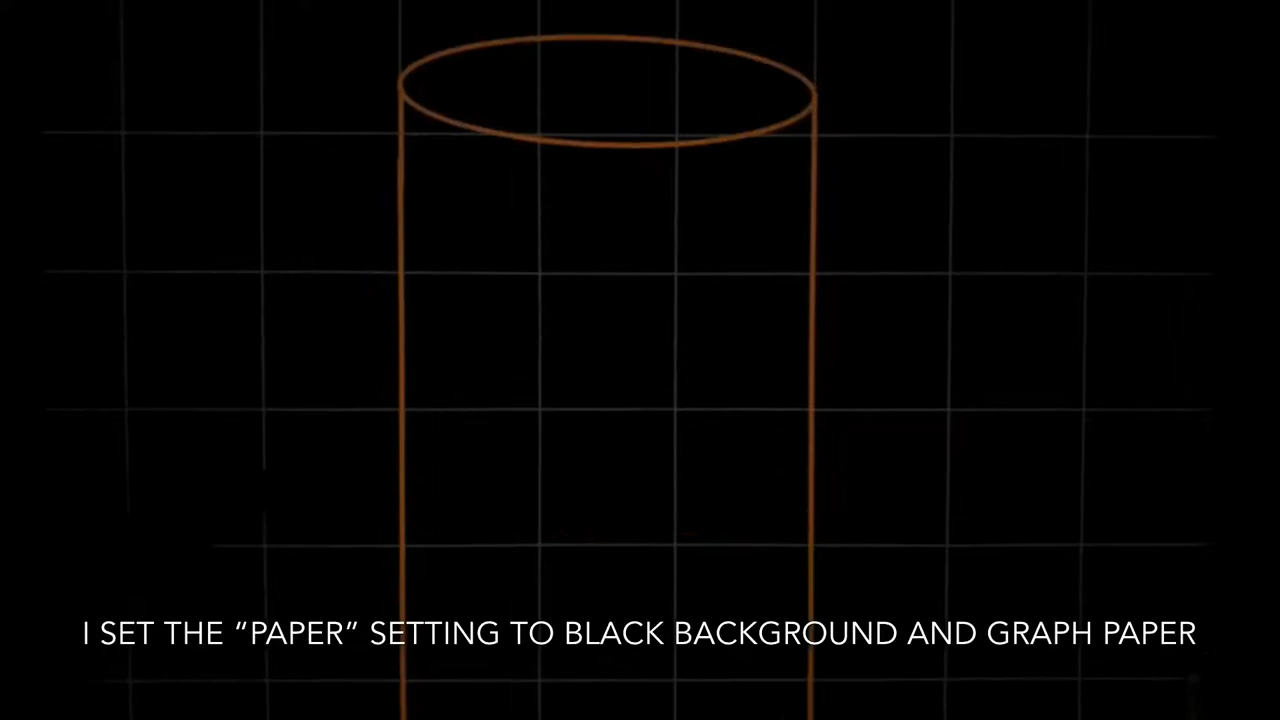 I SET THE “PAPER” SETTING TO BLACK BACKGROUND AND GRAPH PAPER